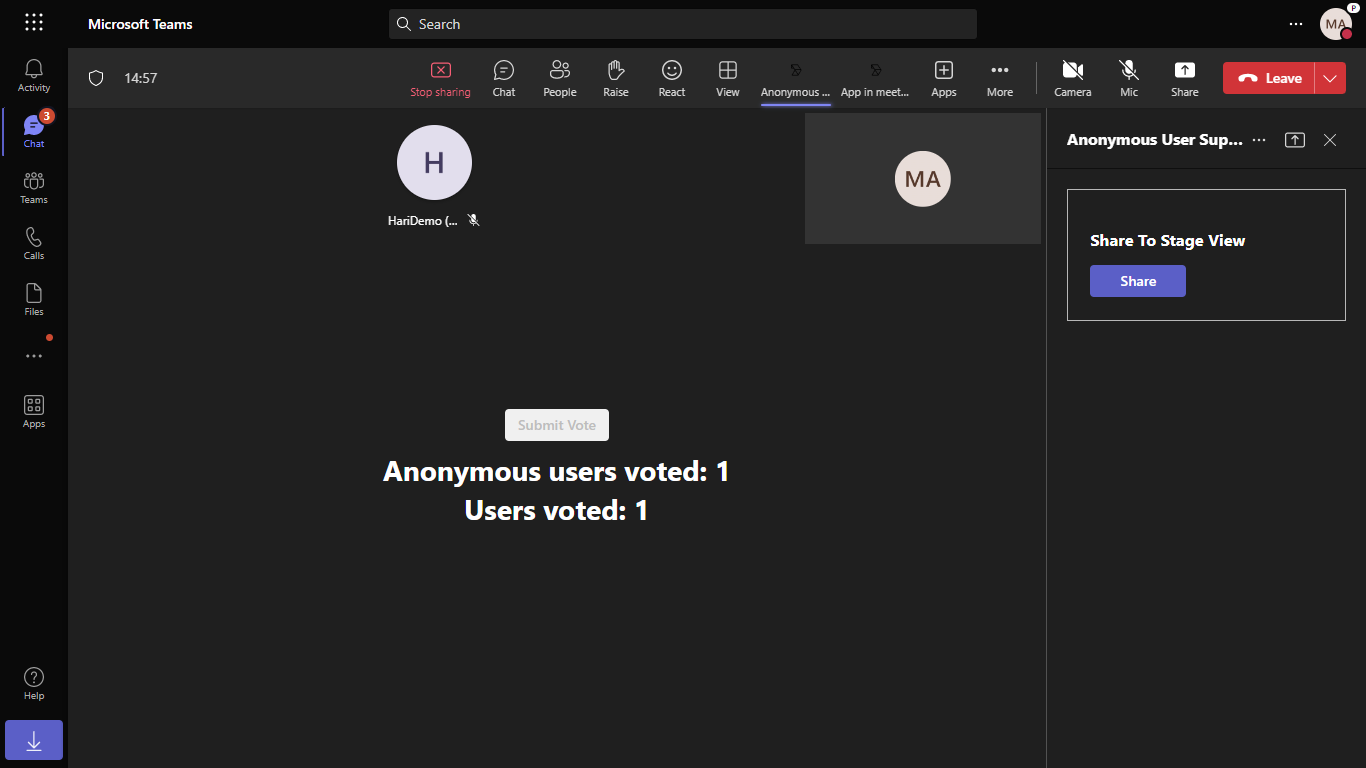 Microsoft Teams
Search
MA
P
Activity
3
Chat
Teams
Calls
Files
Apps
Help
14:57
Stop sharing
Chat
People
Raise
React
View
Anonymous ...
App in meet...
Apps
More
Camera
Mic
Share
Leave
H
HariDemo (...
MA
Submit Vote
Anonymous users voted: 1
Users voted: 1
Anonymous User Sup...
Share To Stage View
Share